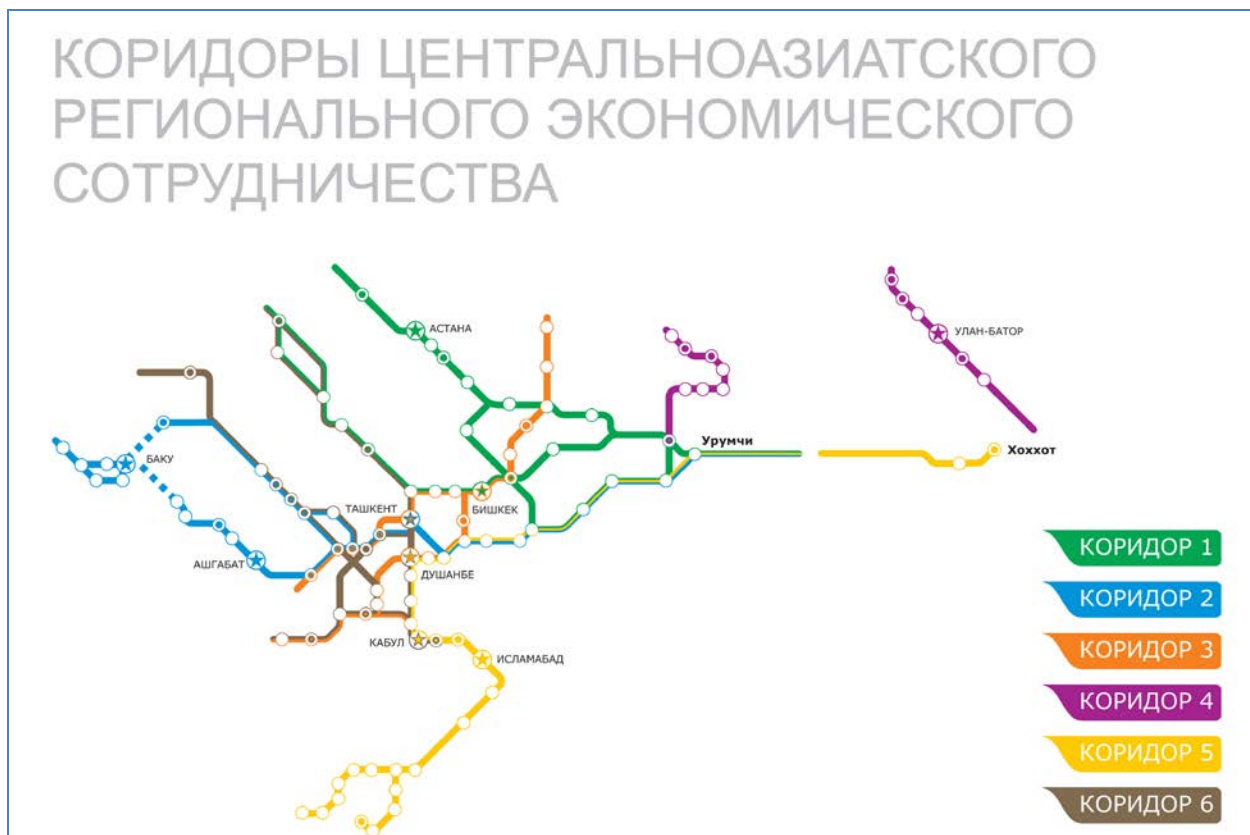 КОРИДОРЫ ЦЕНТРАЛЬНОАЗИАТСКОГО
РЕГИОНАЛЬНОГО ЭКОНОМИЧЕСКОГО
СОТРУДНИЧЕСТВА
АСТАНА
УЛАН-БАТОР
Урумчи
Хоххот
БАКУ
ТАШКЕНТ
БИШКЕК
АШГАБАТ
ДУШАНБЕ
КАБУЛ
ИСЛАМАБАД
КОРИДОР 1
КОРИДОР 2
КОРИДОР 3
КОРИДОР 4
КОРИДОР 5
КОРИДОР 6